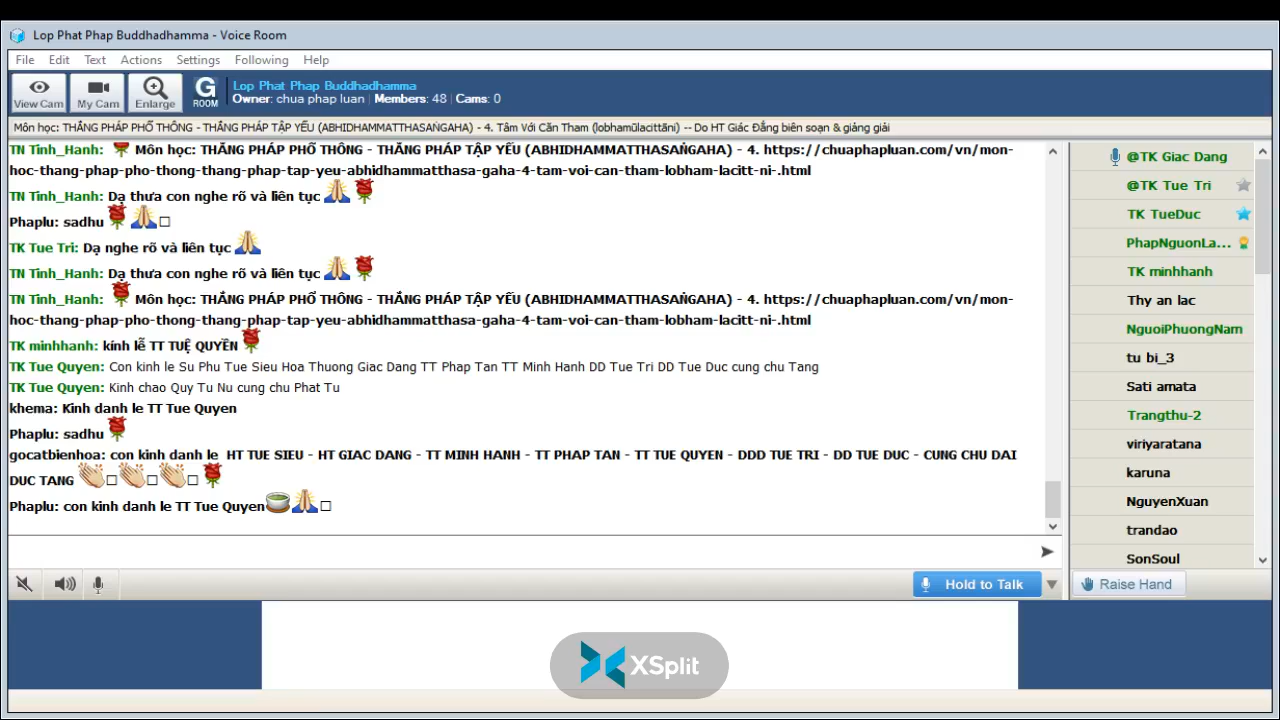 Lop Phat Phap Buddhadhamma - Voice Room
File Edit Text Actions Settings Following Help
View Cam My Cam Enlarge G ROOM
Lop Phat Phap Buddhadhamma
Owner: chua phap luan | Members: 48 | Cams: 0
Môn học: THẮNG PHÁP PHỔ THÔNG - THẮNG PHÁP TẬP YẾU (ABHIDHAMMATTHASAṄGAHA) - 4. Tâm Với Căn Tham (lobhamūlacittāni) -- Do HT Giác Đẳng biên soạn & giảng giải
TN Tinh_Hanh: Môn học: THẮNG PHÁP PHỔ THÔNG - THẮNG PHÁP TẬP YẾU (ABHIDHAMMATTHASAṄGAHA) - 4. https://chuaphapluan.com/vn/mon-
hoc-thang-phap-pho-thong-thang-phap-tap-yeu-abhidhammatthasa-gaha-4-tam-voi-can-tham-lobham-lacitt-ni-.html
TN Tinh_Hanh: Dạ thưa con nghe rõ và liên tục
Phaplu: sadhu
TK Tue Tri: Dạ nghe rõ và liên tục
TN Tinh_Hanh: Dạ thưa con nghe rõ và liên tục
TN Tinh_Hanh: Môn học: THẮNG PHÁP PHỔ THÔNG - THẮNG PHÁP TẬP YẾU (ABHIDHAMMATTHASAṄGAHA) - 4. https://chuaphapluan.com/vn/mon-
hoc-thang-phap-pho-thong-thang-phap-tap-yeu-abhidhammatthasa-gaha-4-tam-voi-can-tham-lobham-lacitt-ni-.html
TK minhhanh: kính lễ TT TUỆ QUYỀN
TK Tue Quyen: Con kinh le Su Phu Tue Sieu Hoa Thuong Giac Dang TT Phap Tan TT Minh Hanh DD Tue Tri DD Tue Duc cung chu Tang
TK Tue Quyen: Kinh chao Quy Tu Nu cung chu Phat Tu
khema: Kinh danh le TT Tue Quyen
Phaplu: sadhu
gocatbienhoa: con kinh danh le HT TUE SIEU - HT GIAC DANG - TT MINH HANH - TT PHAP TAN - TT TUE QUYEN - DDD TUE TRI - DD TUE DUC - CUNG CHU DAI
DUC TANG
Phaplu: con kinh danh le TT Tue Quyen
@TK Giac Dang
@TK Tue Tri
TK TueDuc
PhapNguonLa...
TK minhhanh
Thy an lac
NguoiPhuongNam
tu bi_3
Sati amata
Trangthu-2
viriyaratana
karuna
NguyenXuan
trandao
SonSoul
Hold to Talk
Raise Hand
XSplit